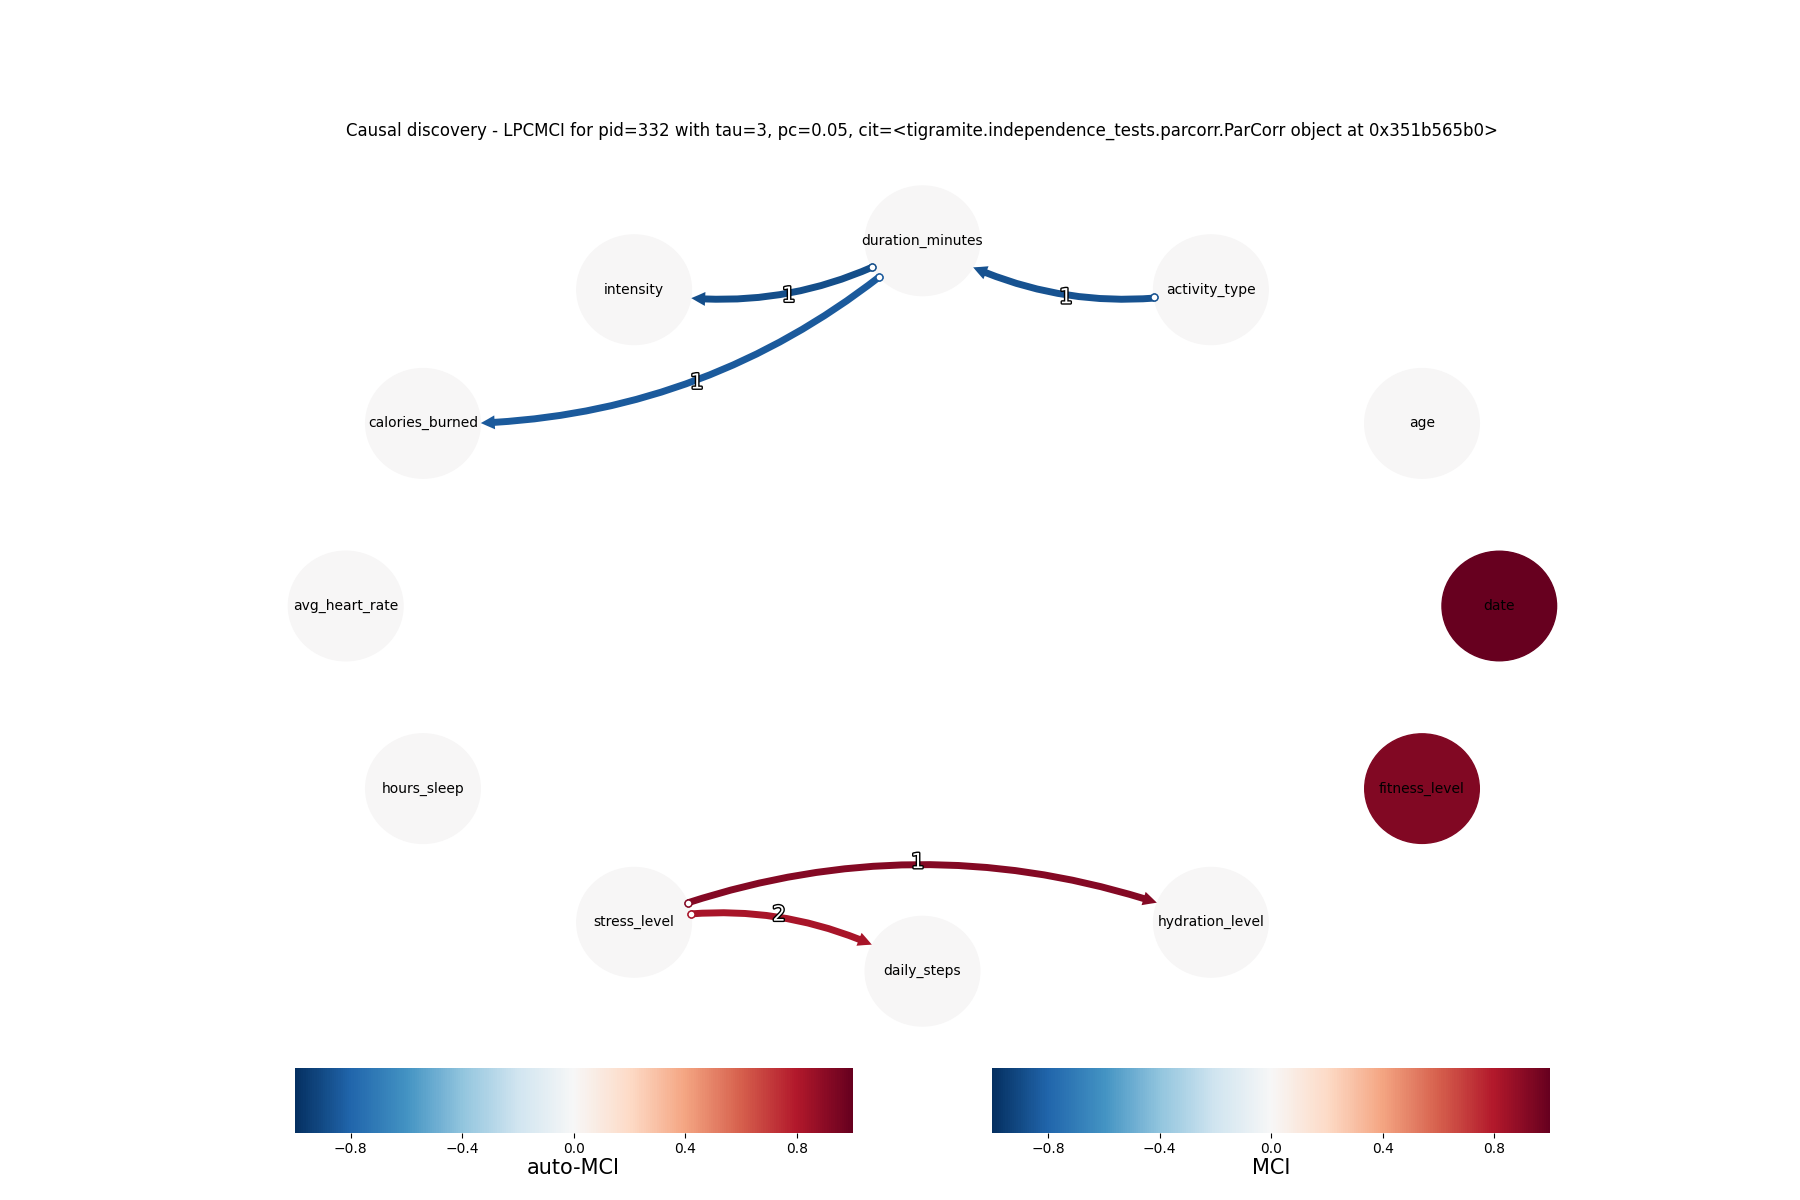 Causal discovery - LPCMCI for pid=332 with tau=3, pc=0.05, cit=<tigramite.independence_tests.parcorr.ParCorr object at 0x351b565b0>
duration_minutes
intensity
activity_type
1
1
1
calories_burned
age
avg_heart_rate
date
hours_sleep
fitness_level
1
2
stress_level
hydration_level
daily_steps
−0.8 −0.4 0.0 0.4 0.8
auto-MCI
−0.8 −0.4 0.0 0.4 0.8
MCI